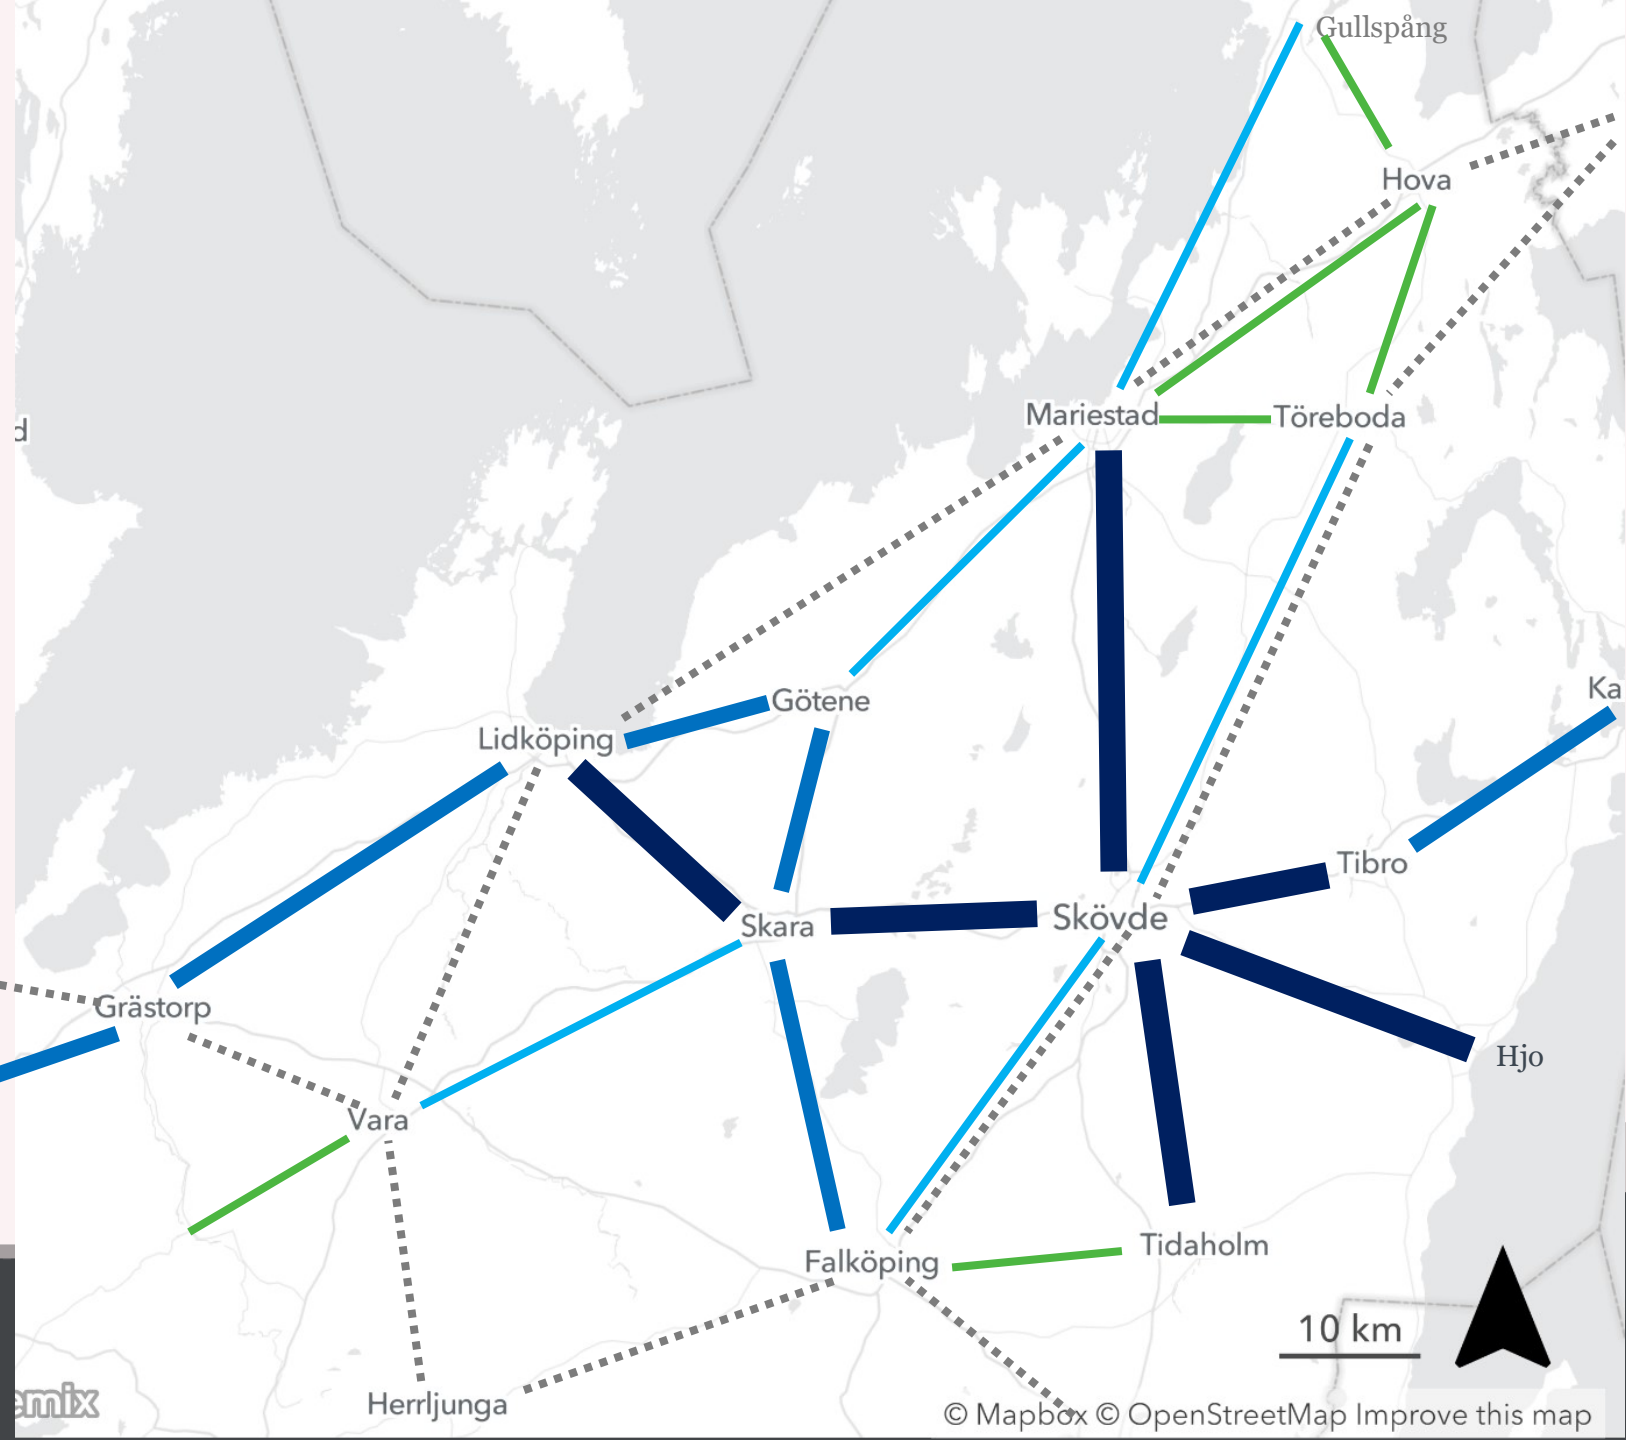 Gullspång
Hova
Mariestad
Töreboda
d
Ka
Götene
Lidköping
Tibro
Skövde
Skara
Grästorp
Hjo
Vara
Tidaholm
Falköping
10 km
emix
Herrljunga
© Mapbox © OpenStreetMap Improve this map